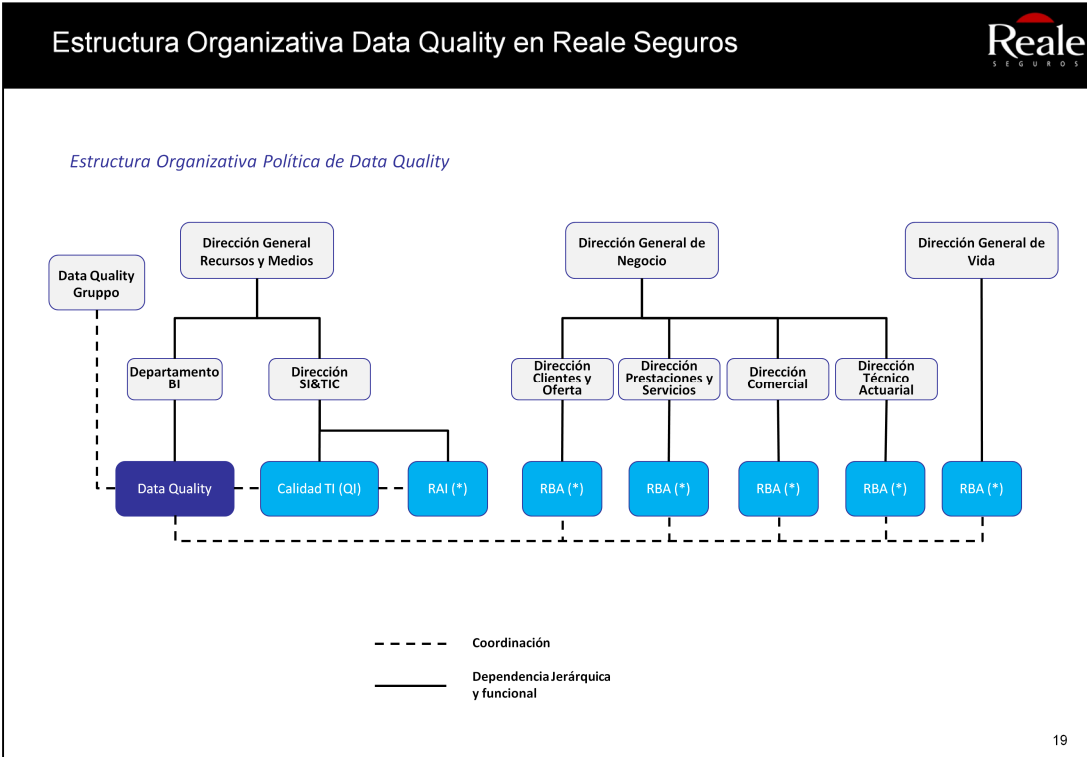 Estructura Organizativa Data Quality en Reale Seguros
Reale
SEGUROS
Estructura Organizativa Política de Data Quality
Data Quality
Gruppo
Dirección General
Recursos y Medios
Dirección General de
Negocio
Dirección General de
Vida
Departamento
BI
Dirección
SI&TIC
Dirección
Clientes y
Oferta
Dirección
Prestaciones y
Servicios
Dirección
Comercial
Dirección
Técnico
Actuarial
Data Quality
Calidad TI (QI)
RAI (*)
RBA (*)
RBA (*)
RBA (*)
RBA (*)
RBA (*)
Coordinación
Dependencia Jerárquica
y funcional
19